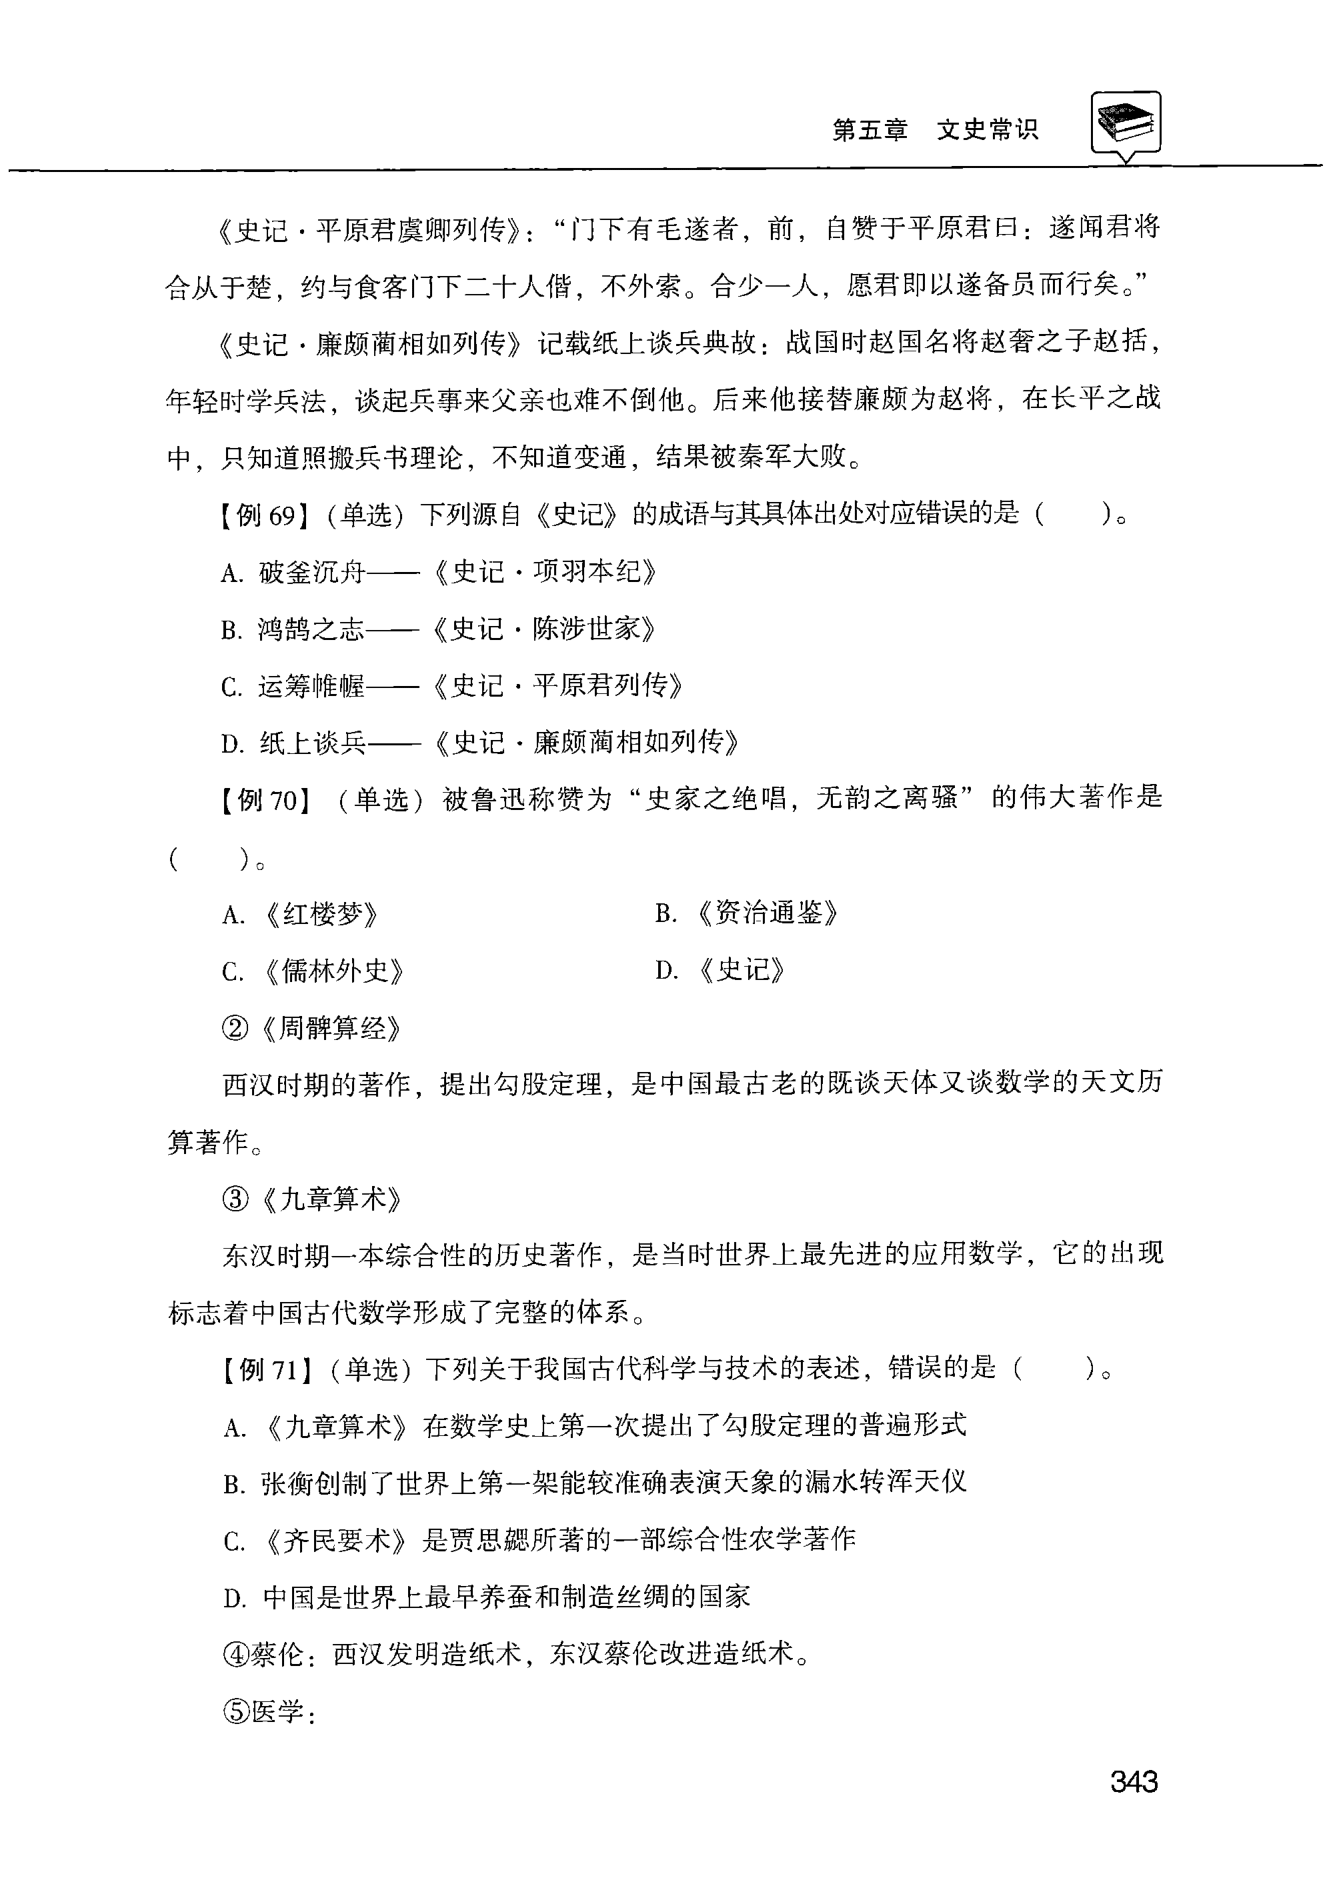 第五章 文史常识
《史记·平原君虞卿列传》：“门下有毛遂者，前，自赞于平原君曰：遂闻君将
合从于楚，约与食客门下二十人偕，不外索。合少一人，愿君即以遂备员而行矣。”
《史记·廉颇蔺相如列传》记载纸上谈兵典故：战国时赵国名将赵奢之子赵括，
年轻时学兵法，谈起兵事来父亲也难不倒他。后来他接替廉颇为赵将，在长平之战
中，只知道照搬兵书理论，不知道变通，结果被秦军大败。
【例 69】（单选）下列源自《史记》的成语与其具体出处对应错误的是（　　）。
A. 破釜沉舟——《史记·项羽本纪》
B. 鸿鹄之志——《史记·陈涉世家》
C. 运筹帷幄——《史记·平原君列传》
D. 纸上谈兵——《史记·廉颇蔺相如列传》
【例 70】（单选）被鲁迅称赞为“史家之绝唱，无韵之离骚”的伟大著作是
（　　）。
A. 《红楼梦》 B. 《资治通鉴》
C. 《儒林外史》 D. 《史记》
②《周髀算经》
西汉时期的著作，提出勾股定理，是中国最古老的既谈天体又谈数学的天文历
算著作。
③《九章算术》
东汉时期一本综合性的历史著作，是当时世界上最先进的应用数学，它的出现
标志着中国古代数学形成了完整的体系。
【例 71】（单选）下列关于我国古代科学与技术的表述，错误的是（　　）。
A. 《九章算术》在数学史上第一次提出了勾股定理的普遍形式
B. 张衡创制了世界上第一架能较准确表演天象的漏水转浑天仪
C. 《齐民要术》是贾思勰所著的一部综合性农学著作
D. 中国是世界上最早养蚕和制造丝绸的国家
④蔡伦：西汉发明造纸术，东汉蔡伦改进造纸术。
⑤医学：
343